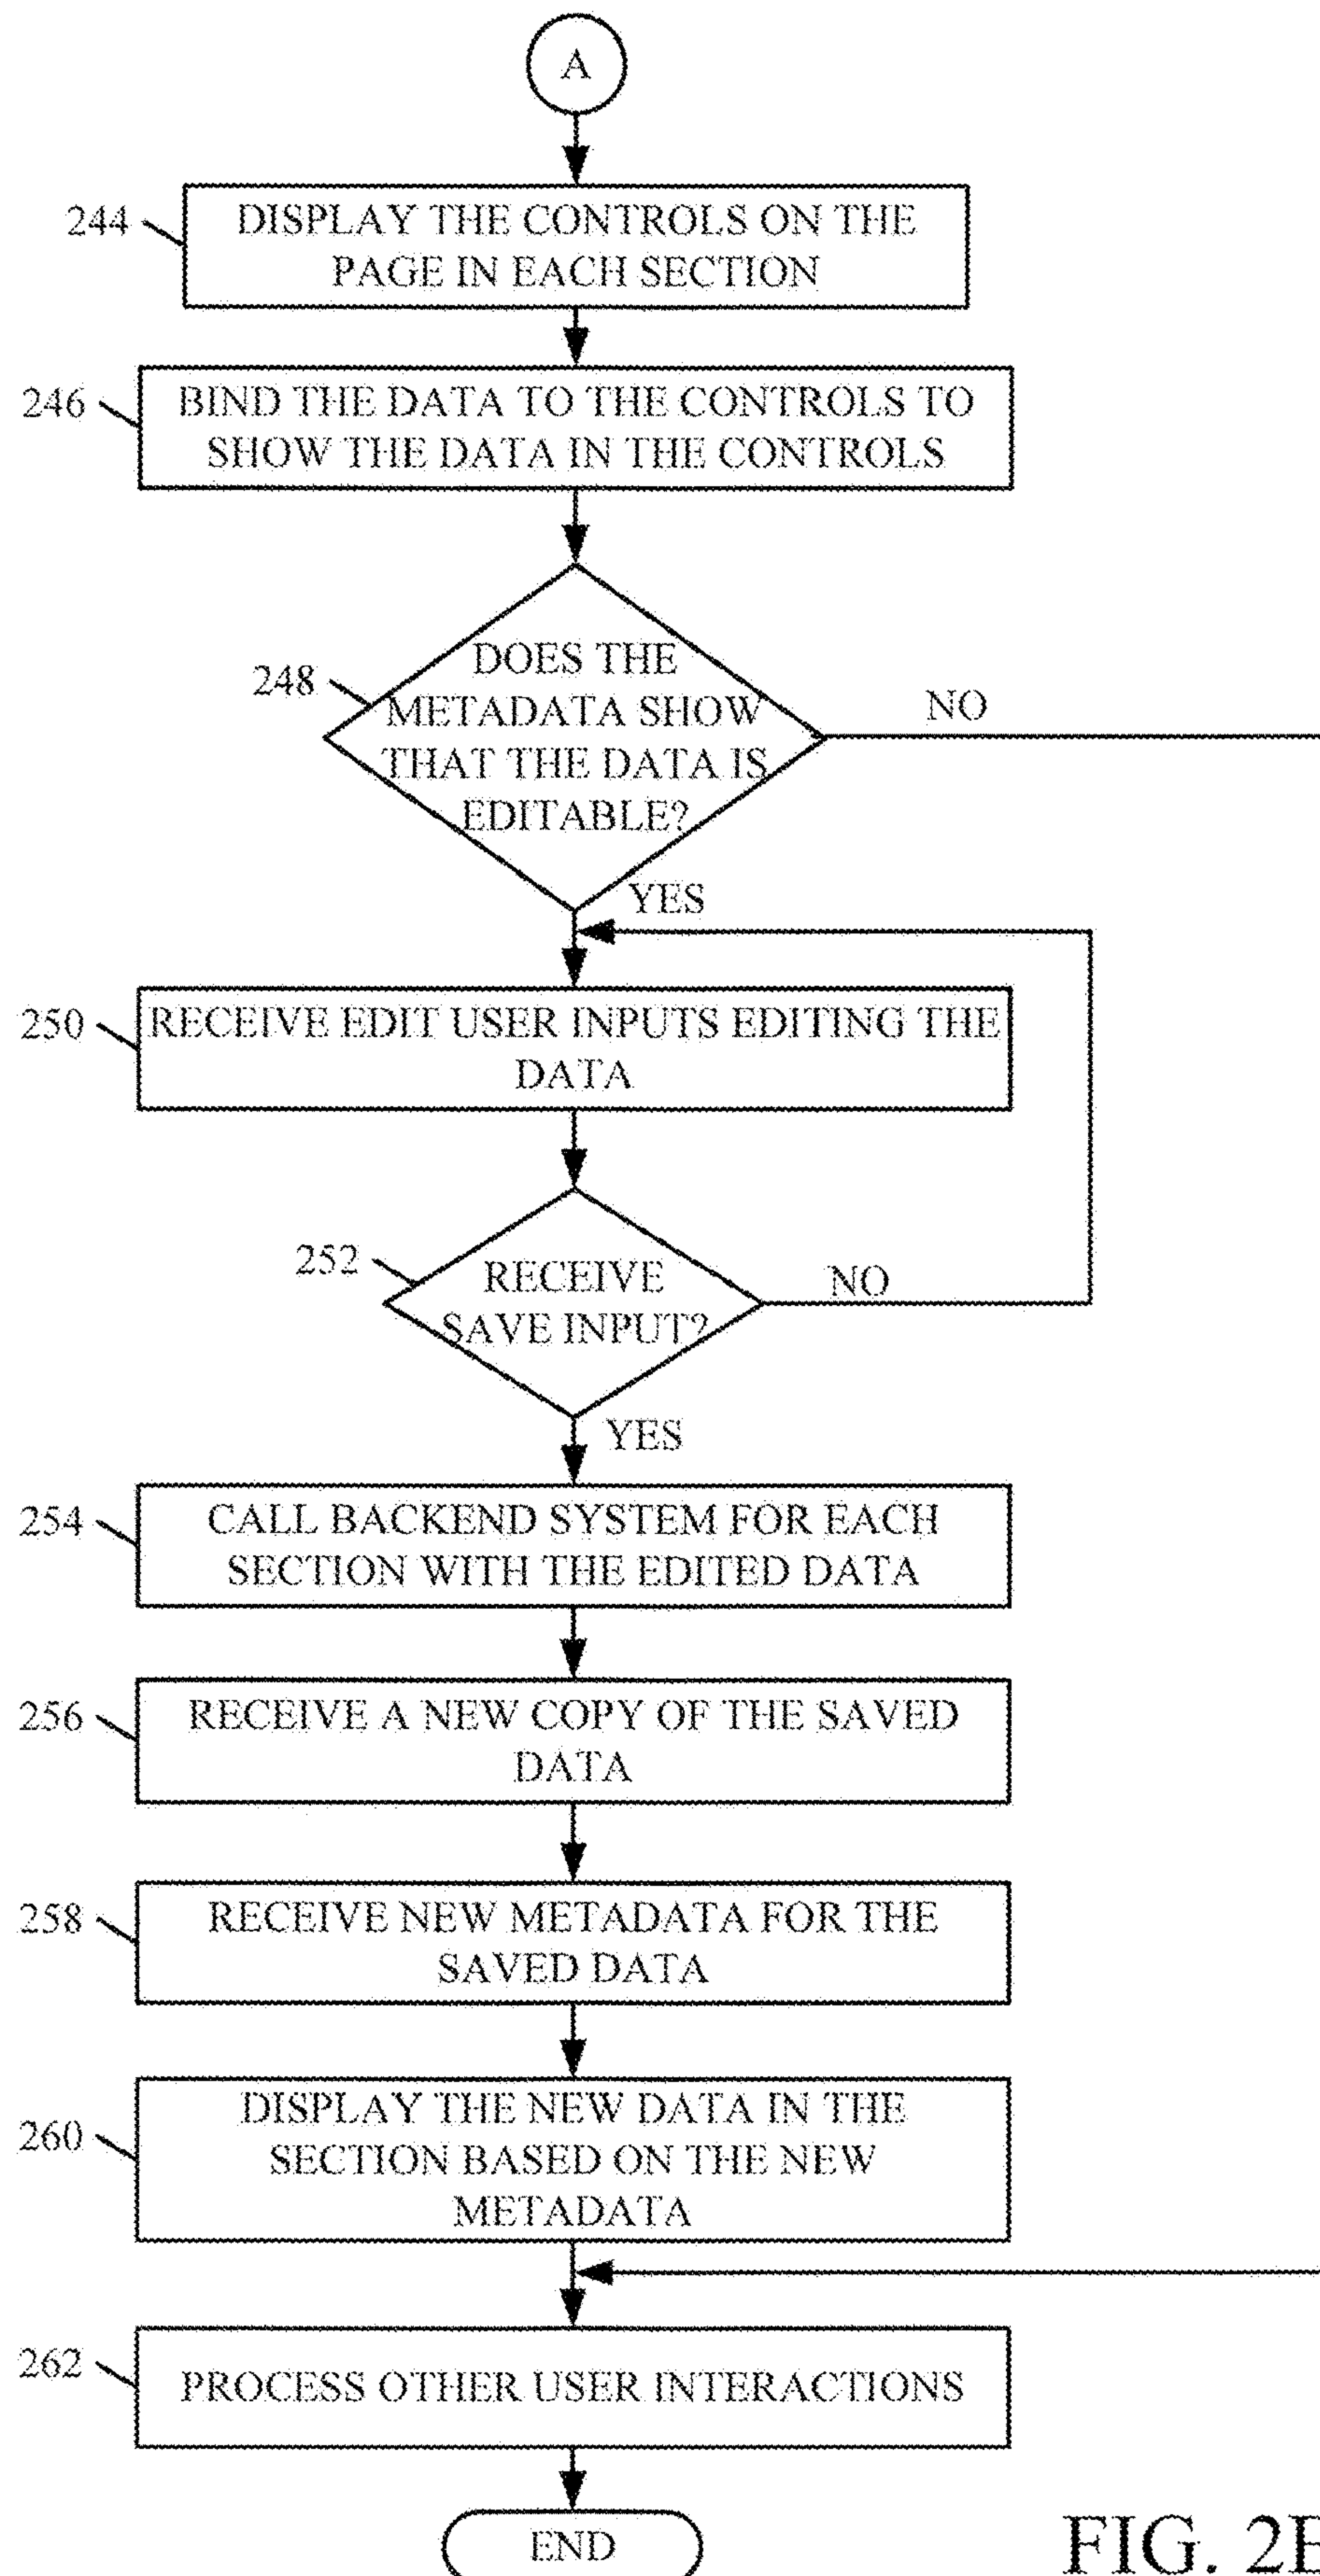 A
244
DISPLAY THE CONTROLS ON THE
PAGE IN EACH SECTION
246
BIND THE DATA TO THE CONTROLS TO
SHOW THE DATA IN THE CONTROLS
248
DOES THE
METADATA SHOW
THAT THE DATA IS
EDITABLE?
NO
YES
250
RECEIVE EDIT USER INPUTS EDITING THE
DATA
252
RECEIVE
SAVE INPUT?
NO
YES
254
CALL BACKEND SYSTEM FOR EACH
SECTION WITH THE EDITED DATA
256
RECEIVE A NEW COPY OF THE SAVED
DATA
258
RECEIVE NEW METADATA FOR THE
SAVED DATA
260
DISPLAY THE NEW DATA IN THE
SECTION BASED ON THE NEW
METADATA
262
PROCESS OTHER USER INTERACTIONS
END
FIG.